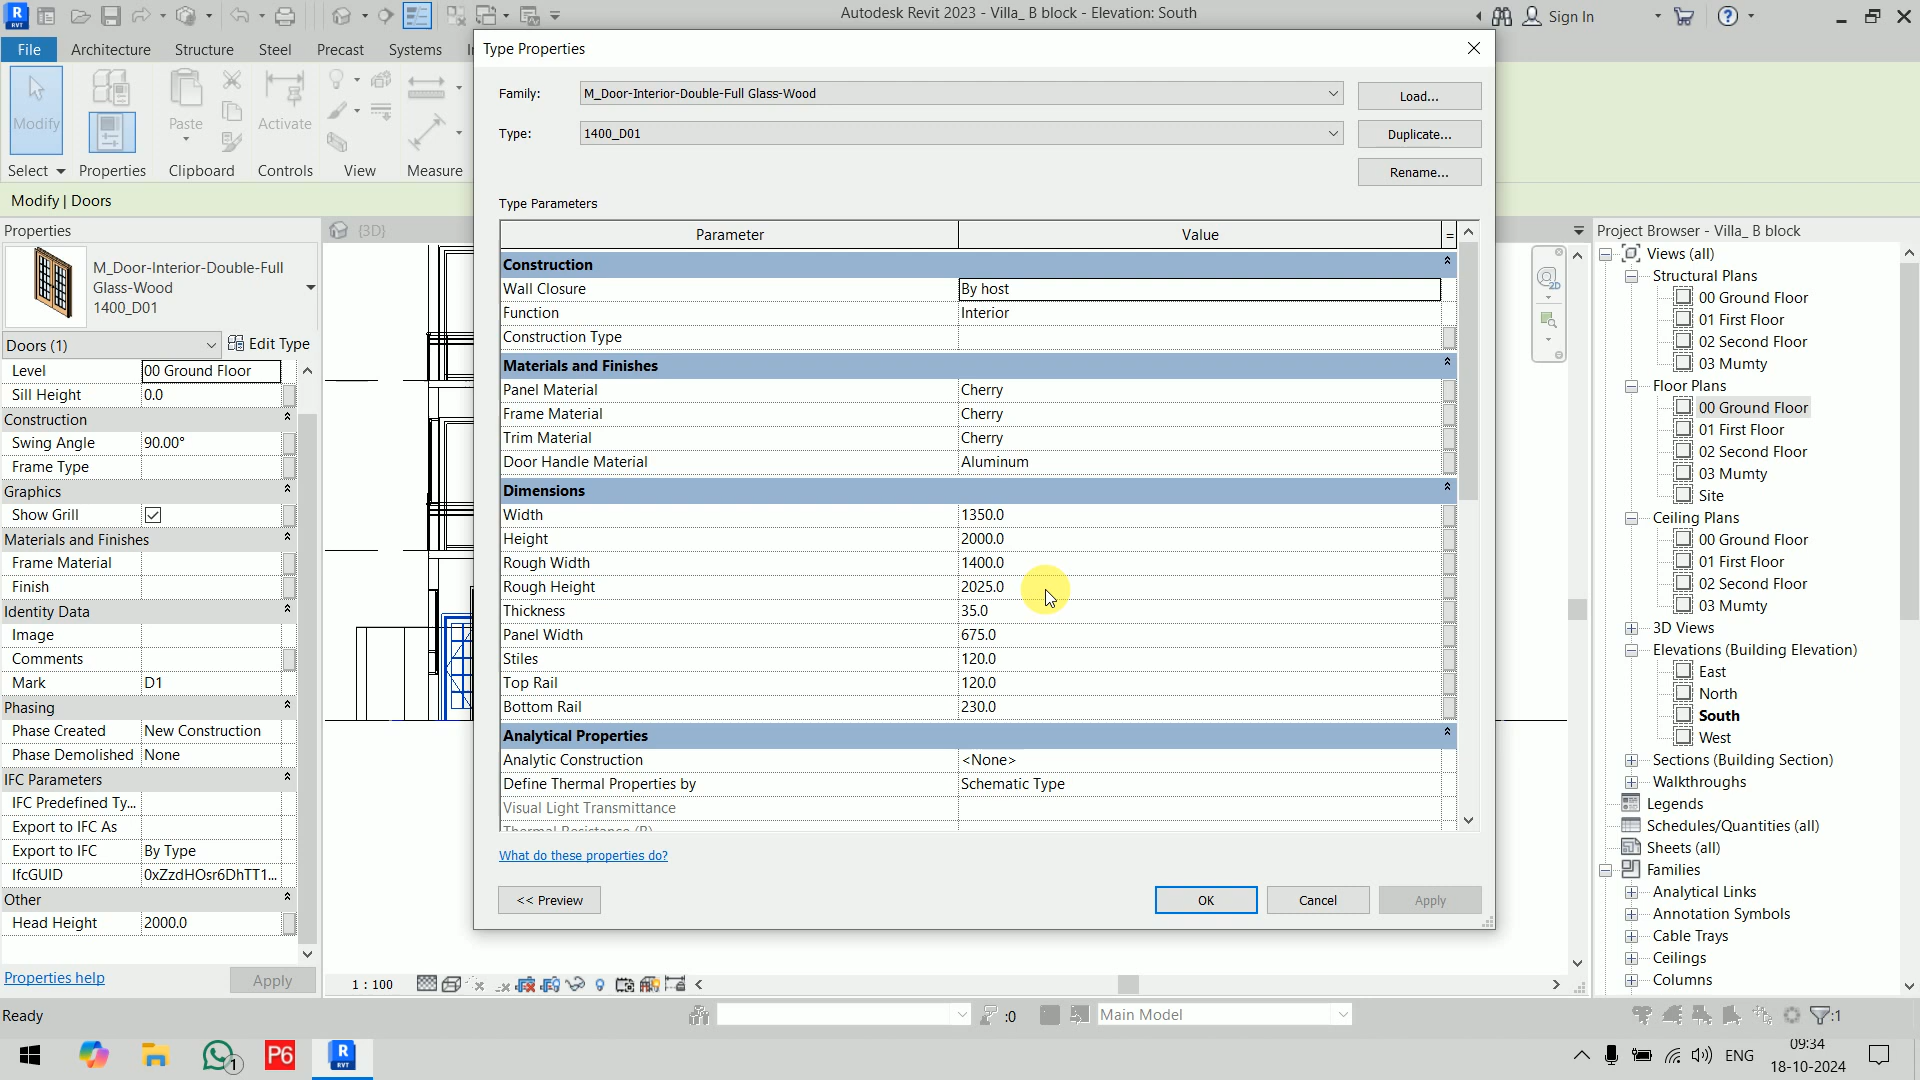 Autodesk Revit 2023 - Villa_ B block - Elevation: South
Sign In
File
Architecture
Structure
Steel
Precast
Systems
Modify
Paste
Activate
Select
Properties
Clipboard
Controls
View
Measure
Modify | Doors
Properties
M_Door-Interior-Double-Full
Glass-Wood
1400_D01
Doors (1)
Edit Type
Level 00 Ground Floor
Sill Height 0.0
Construction
Swing Angle 90.00°
Frame Type
Graphics
Show Grill
Materials and Finishes
Frame Material
Finish
Identity Data
Image
Comments
Mark D1
Phasing
Phase Created New Construction
Phase Demolished None
IFC Parameters
IFC Predefined Ty...
Export to IFC As
Export to IFC By Type
IfcGUID 0xZzdHOsr6DhTT1...
Other
Head Height 2000.0
Properties help
Apply
{3D}
Type Properties
Family: M_Door-Interior-Double-Full Glass-Wood
Load...
Type: 1400_D01
Duplicate...
Rename...
Type Parameters
Parameter Value =
Construction
Wall Closure By host
Function Interior
Construction Type
Materials and Finishes
Panel Material Cherry
Frame Material Cherry
Trim Material Cherry
Door Handle Material Aluminum
Dimensions
Width 1350.0
Height 2000.0
Rough Width 1400.0
Rough Height 2025.0
Thickness 35.0
Panel Width 675.0
Stiles 120.0
Top Rail 120.0
Bottom Rail 230.0
Analytical Properties
Analytic Construction <None>
Define Thermal Properties by Schematic Type
Visual Light Transmittance
Thermal Resistance (R)
What do these properties do?
<< Preview
OK
Cancel
Apply
2D
Project Browser - Villa_ B block
Views (all)
Structural Plans
00 Ground Floor
01 First Floor
02 Second Floor
03 Mumty
Floor Plans
00 Ground Floor
01 First Floor
02 Second Floor
03 Mumty
Site
Ceiling Plans
00 Ground Floor
01 First Floor
02 Second Floor
03 Mumty
3D Views
Elevations (Building Elevation)
East
North
South
West
Sections (Building Section)
Walkthroughs
Legends
Schedules/Quantities (all)
Sheets (all)
Families
Analytical Links
Annotation Symbols
Cable Trays
Ceilings
Columns
1 : 100
Ready
:0
Main Model
:1
1
P6
R
RVT
ENG
09:34
18-10-2024